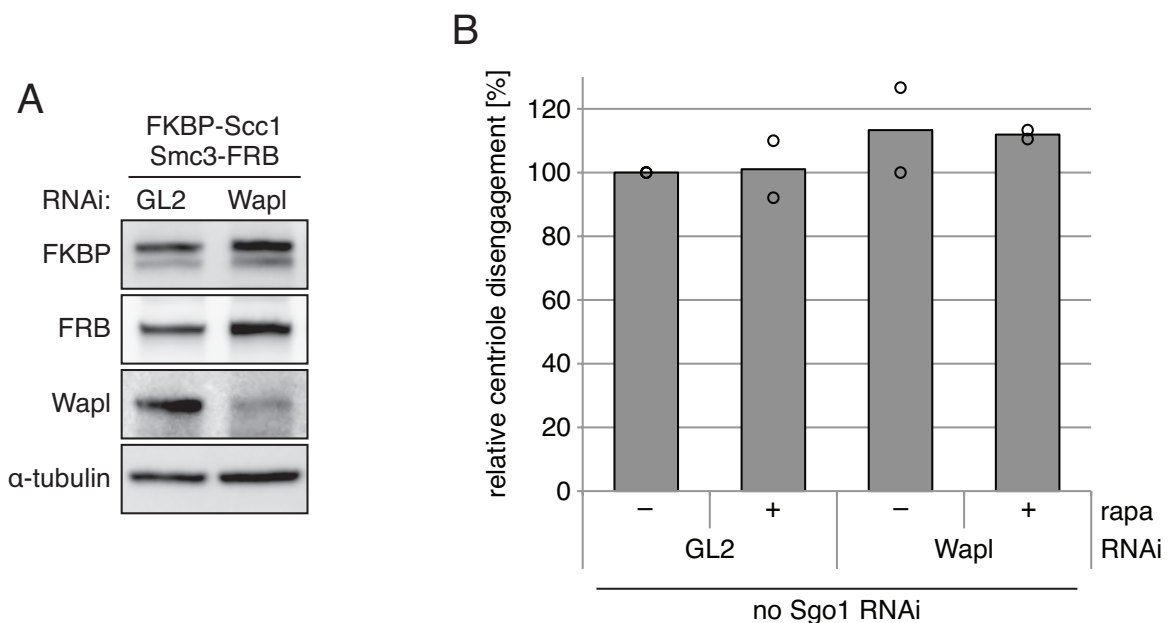 A
FKBP-Scc1
Smc3-FRB
RNAi: GL2 Wapl
FKBP
FRB
Wapl
α-tubulin
B
relative centriole disengagement [%]
120
100
80
60
40
20
0
− + − + rapa
GL2 Wapl RNAi
no Sgo1 RNAi